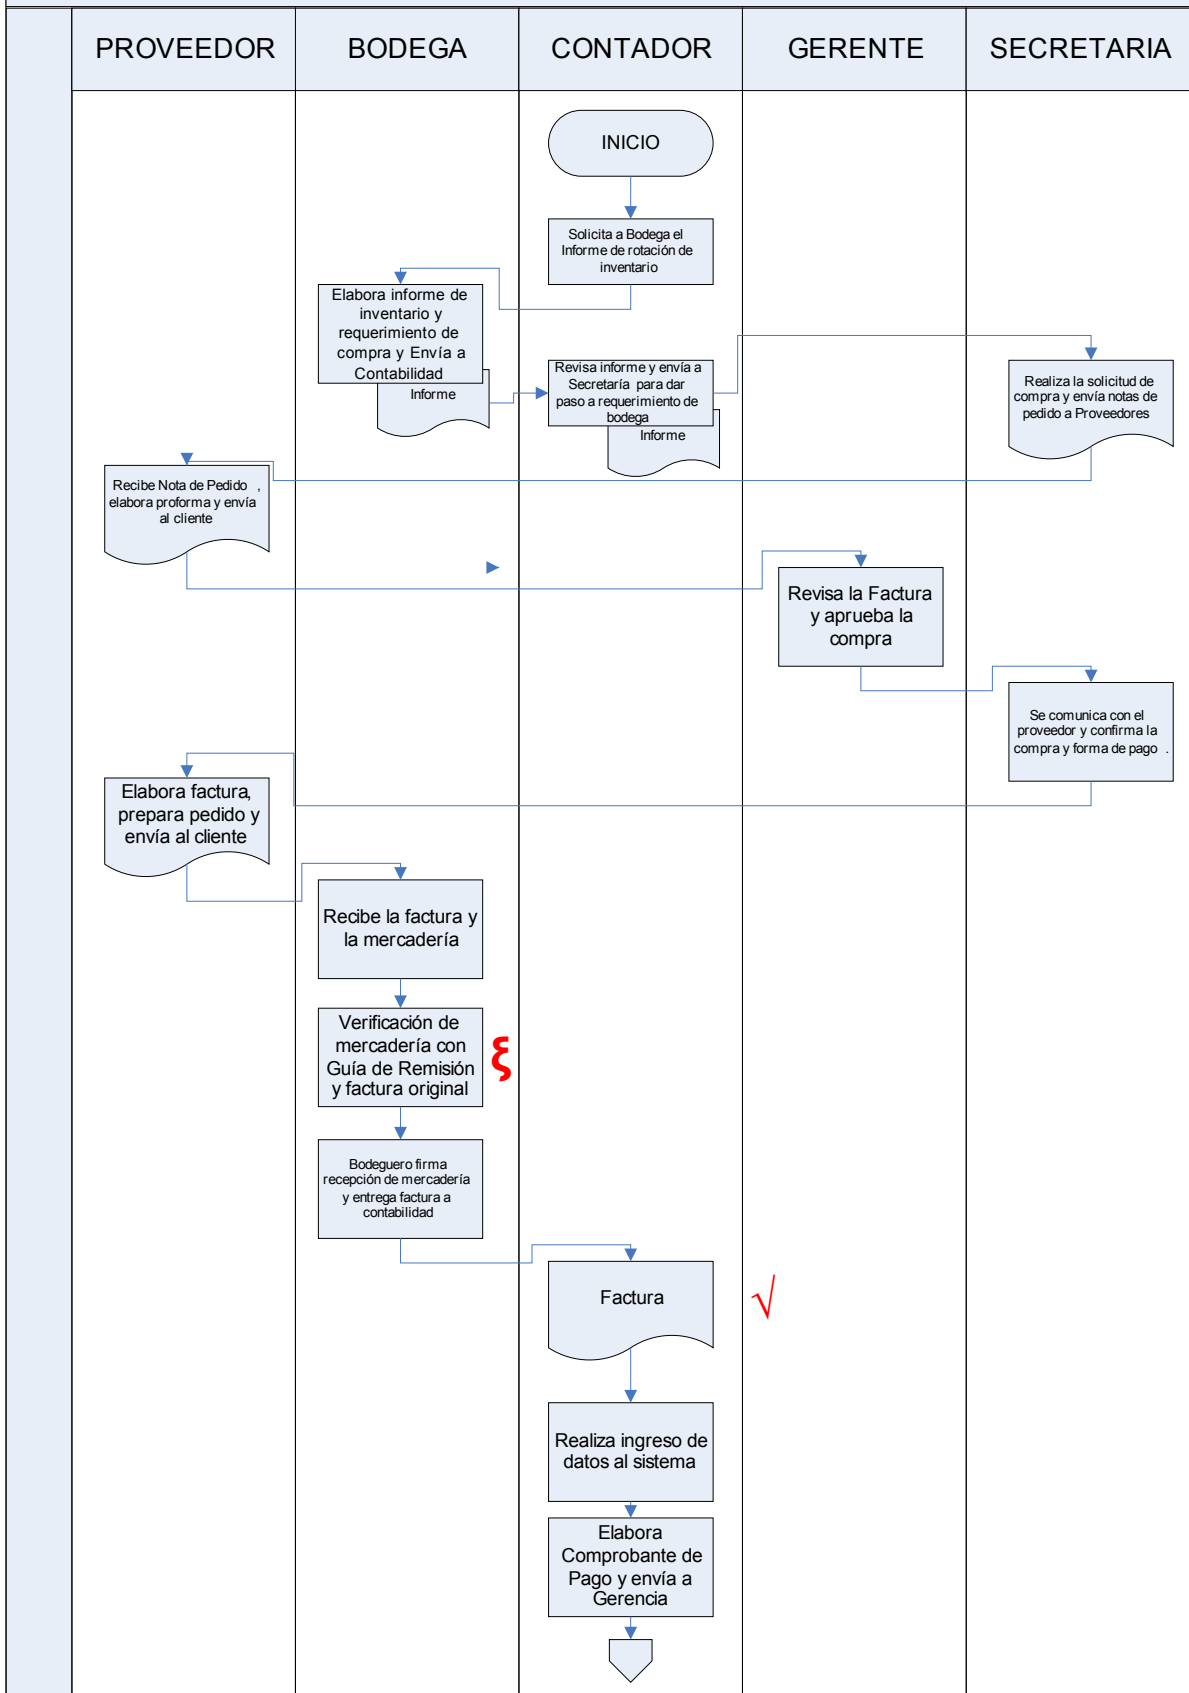 PROVEEDOR
BODEGA
CONTADOR
GERENTE
SECRETARIA
INICIO
Solicita a Bodega el
Informe de rotación de
inventario
Elabora informe de
inventario y
requerimiento de
compra y Envía a
Contabilidad
Informe
Revisa informe y envía a
Secretaría para dar
paso a requerimiento de
bodega
Informe
Realiza la solicitud de
compra y envía notas de
pedido a Proveedores
Recibe Nota de Pedido ,
elabora proforma y envía
al cliente
Revisa la Factura
y aprueba la
compra
Se comunica con el
proveedor y confirma la
compra y forma de pago .
Elabora factura,
prepara pedido y
envía al cliente
Recibe la factura y
la mercadería
Verificación de
mercadería con
Guía de Remisión
y factura original
ξ
Bodeguero firma
recepción de mercadería
y entrega factura a
contabilidad
Factura
√
Realiza ingreso de
datos al sistema
Elabora
Comprobante de
Pago y envía a
Gerencia